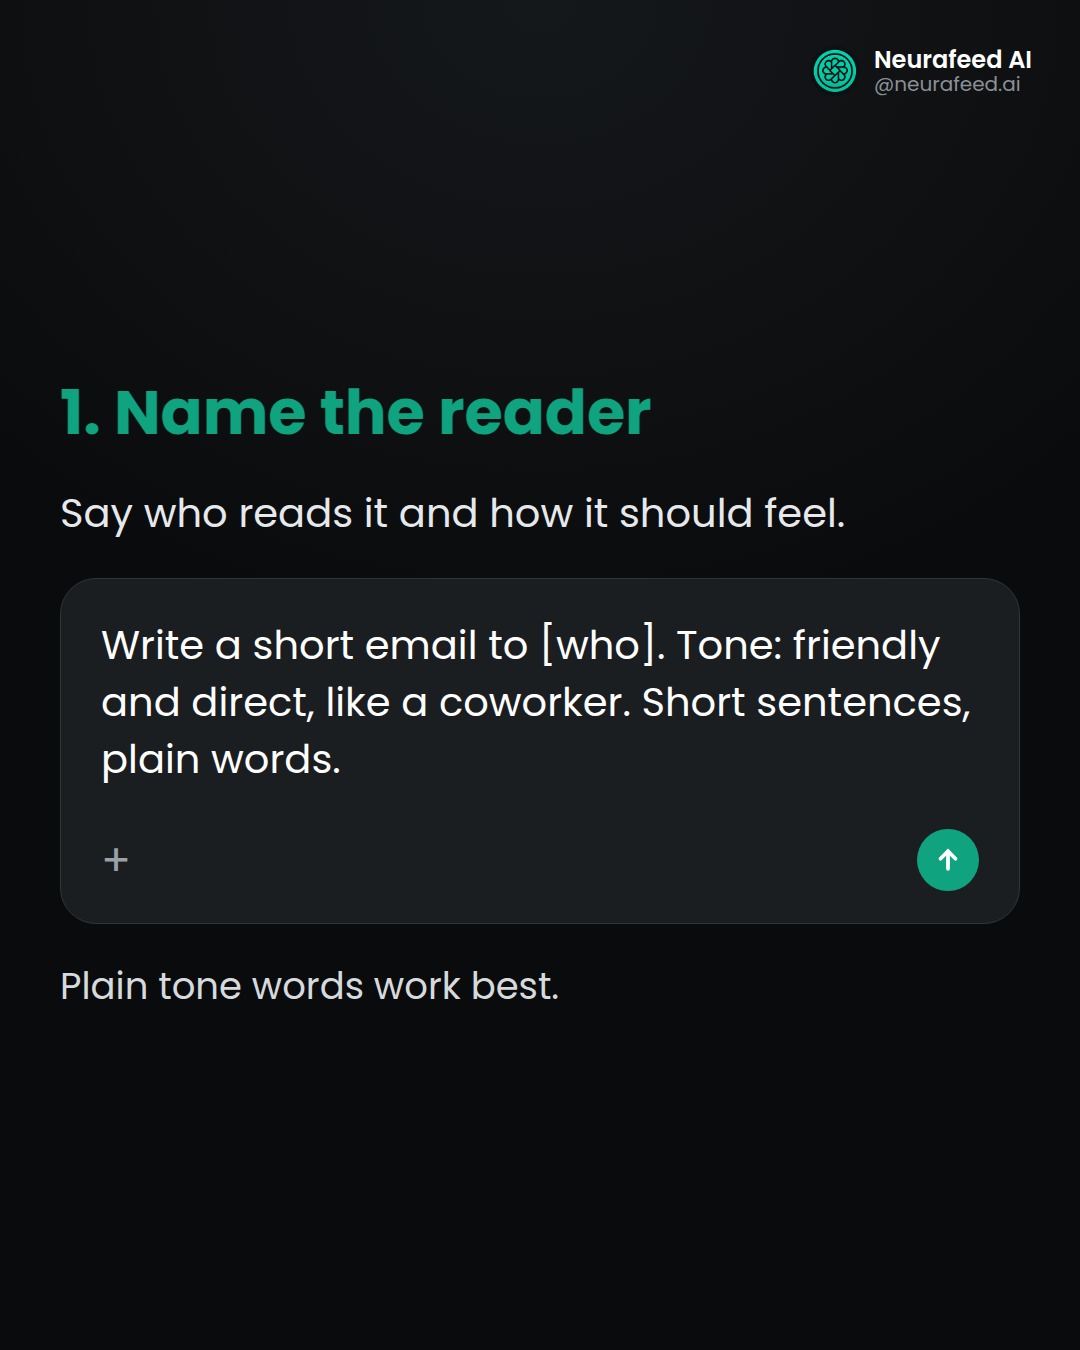 Neurafeed AI
@neurafeed.ai
1. Name the reader
Say who reads it and how it should feel.
Write a short email to [who]. Tone: friendly
and direct, like a coworker. Short sentences,
plain words.
+
Plain tone words work best.